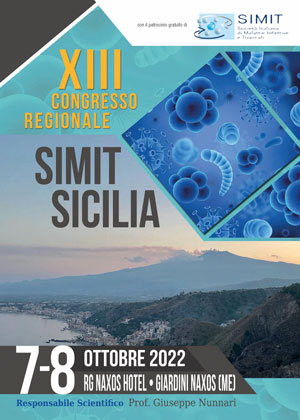 con il patrocinio gratuito di
SIMIT
Società Italiana
di Malattie Infettive e
Tropicali
XIII
CONGRESSO
REGIONALE
SIMIT
SICILIA
7-8
OTTOBRE 2022
RG NAXOS HOTEL • GIARDINI NAXOS (ME)
Responsabile Scientifico Prof. Giuseppe Nunnari